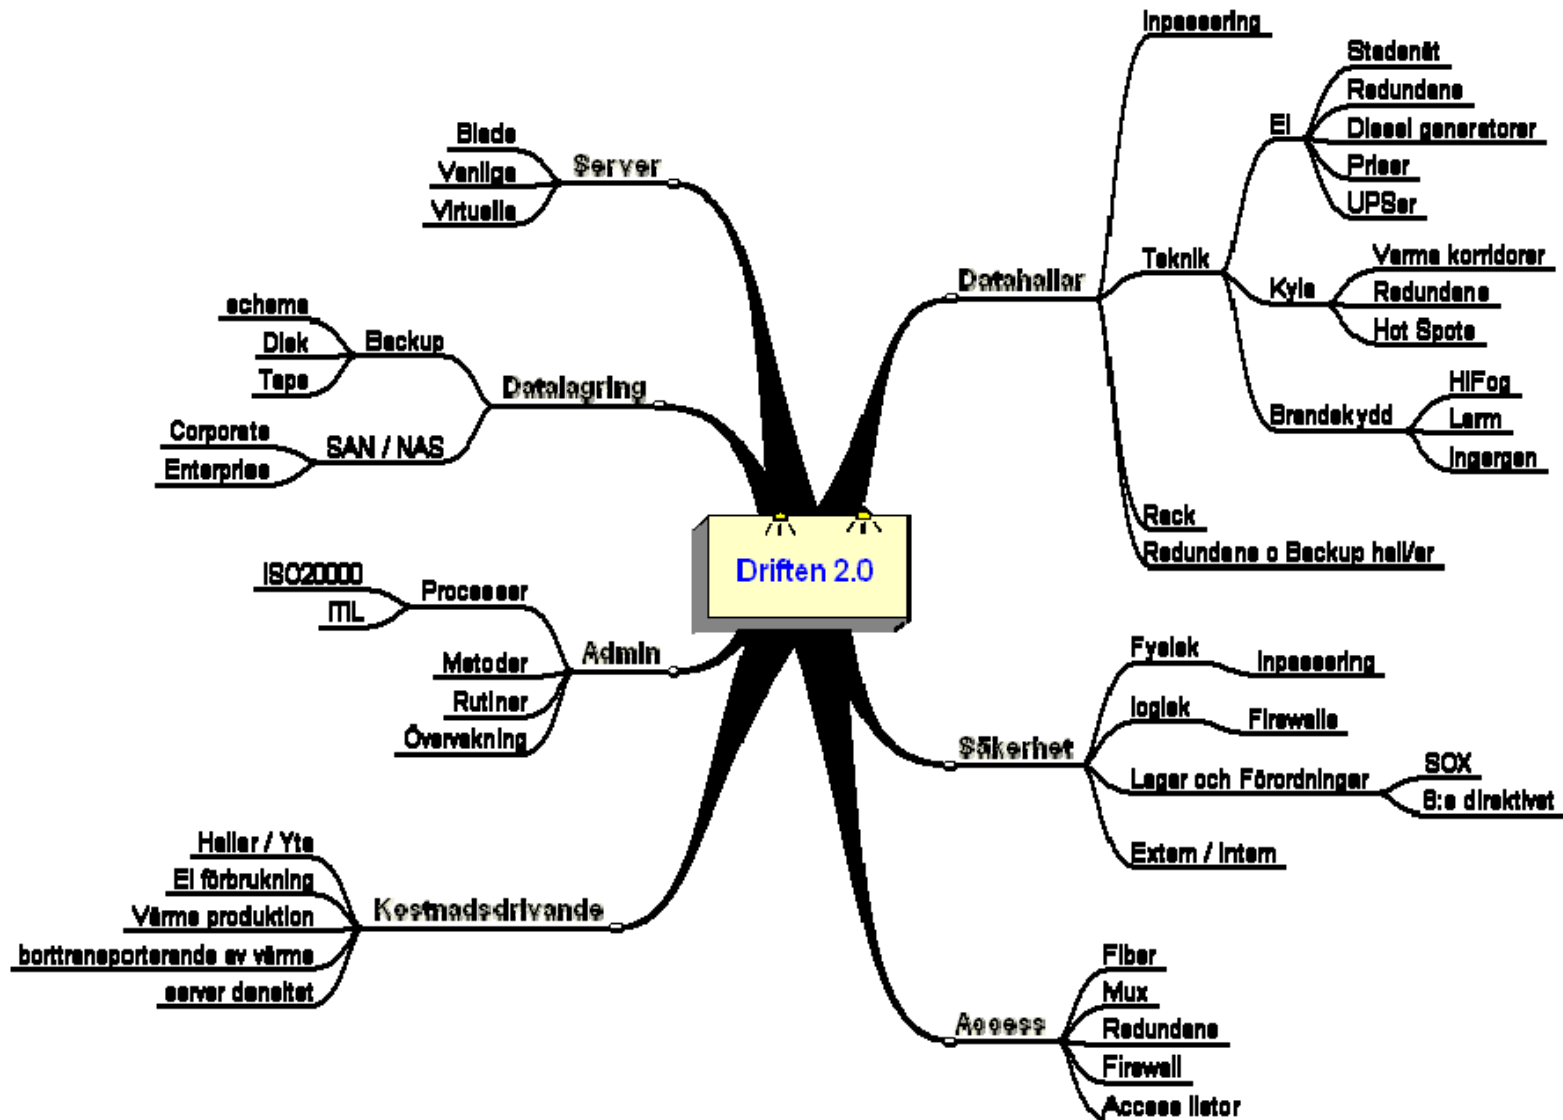 Driften 2.0
Server
Blade
Vanliga
Virtuella
Datalagring
Backup
schema
Disk
Tape
SAN / NAS
Corporate
Enterprise
Admin
Processer
ISO20000
ITIL
Metoder
Rutiner
Övervakning
Kostnadsdrivande
Hallar / Yta
El förbrukning
Värme produktion
borttransporterande av värme
server densitet
Datahallar
Inpassering
Teknik
El
Stadsnät
Redundans
Diesel generatorer
Priser
UPSer
Kyla
Varma korridorer
Redundans
Hot Spots
Brandskydd
HiFog
Larm
Ingergen
Rack
Redundans o Backup hall/ar
Säkerhet
Fysisk
Inpassering
logisk
Firewalls
Lagar och Förordningar
SOX
8:e direktivet
Extern / Intern
Access
Fiber
Mux
Redundans
Firewall
Access listor